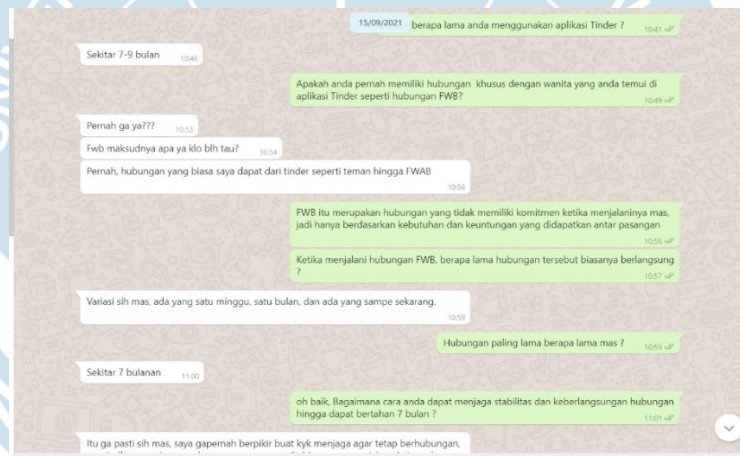 15/09/2021
berapa lama anda menggunakan aplikasi Tinder ?
10:41
Sekitar 7-9 bulan
10:46
Apakah anda pernah memiliki hubungan khusus dengan wanita yang anda temui di
aplikasi Tinder seperti hubungan FWB?
10:49
Pernah ga ya???
10:53
Fwb maksudnya apa ya klo blh tau?
10:54
Pernah, hubungan yang biasa saya dapat dari tinder seperti teman hingga FWAB
10:56
FWB itu merupakan hubungan yang tidak memiliki komitmen ketika menjalaninya mas,
jadi hanya berdasarkan kebutuhan dan keuntungan yang didapatkan antar pasangan
10:56
Ketika menjalani hubungan FWB, berapa lama hubungan tersebut biasanya berlangsung
?
10:57
Variasi sih mas, ada yang satu minggu, satu bulan, dan ada yang sampe sekarang.
10:59
Hubungan paling lama berapa lama mas ?
10:59
Sekitar 7 bulanan
11:00
oh baik, Bagaimana cara anda dapat menjaga stabilitas dan keberlangsungan hubungan
hingga dapat bertahan 7 bulan ?
11:01
Itu ga pasti sih mas, saya gapernah berpikir buat kyk menjaga agar tetap berhubungan,